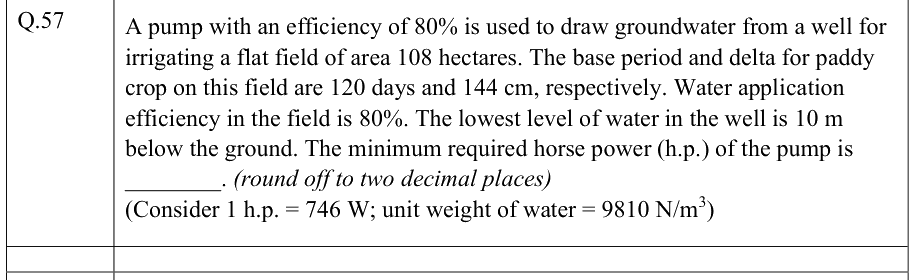 Q.57
A pump with an efficiency of 80% is used to draw groundwater from a well for
irrigating a flat field of area 108 hectares. The base period and delta for paddy
crop on this field are 120 days and 144 cm, respectively. Water application
efficiency in the field is 80%. The lowest level of water in the well is 10 m
below the ground. The minimum required horse power (h.p.) of the pump is
________. (round off to two decimal places)
(Consider 1 h.p. = 746 W; unit weight of water = 9810 N/m³)